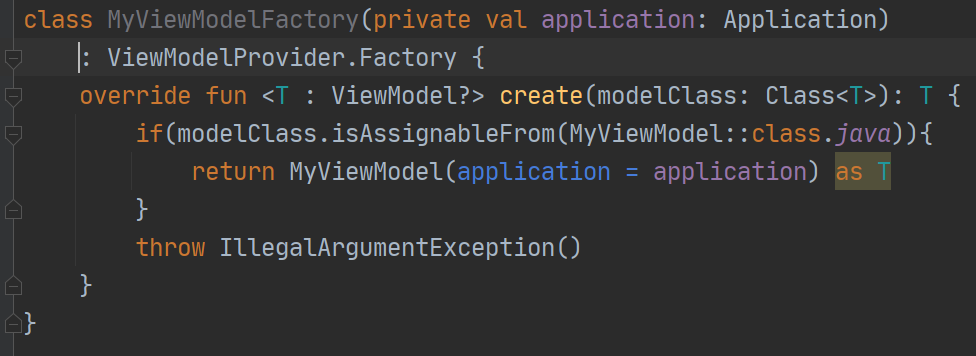 class MyViewModelFactory(private val application: Application)
    : ViewModelProvider.Factory {
    override fun <T : ViewModel?> create(modelClass: Class<T>): T {
        if(modelClass.isAssignableFrom(MyViewModel::class.java)){
            return MyViewModel(application = application) as T
        }
        throw IllegalArgumentException()
    }
}